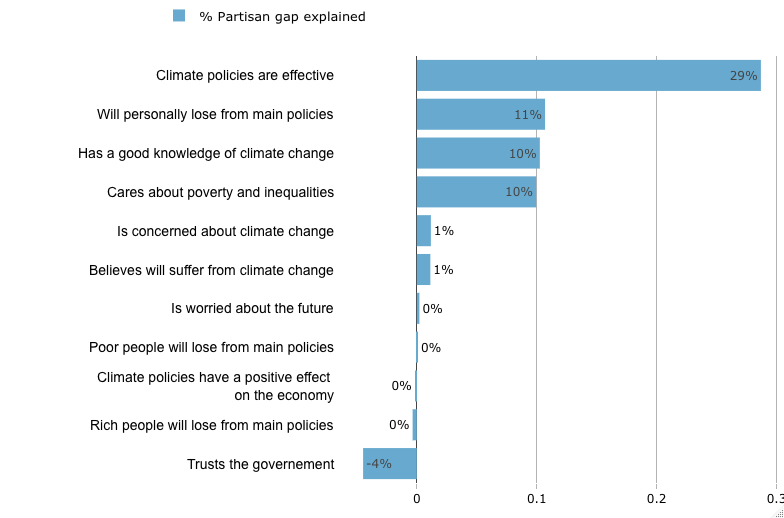 % Partisan gap explained
Climate policies are effective
29%
Will personally lose from main policies
11%
Has a good knowledge of climate change
10%
Cares about poverty and inequalities
10%
Is concerned about climate change
1%
Believes will suffer from climate change
1%
Is worried about the future
0%
Poor people will lose from main policies
0%
Climate policies have a positive effect
on the economy
0%
Rich people will lose from main policies
0%
Trusts the governement
-4%
0
0.1
0.2
0.3